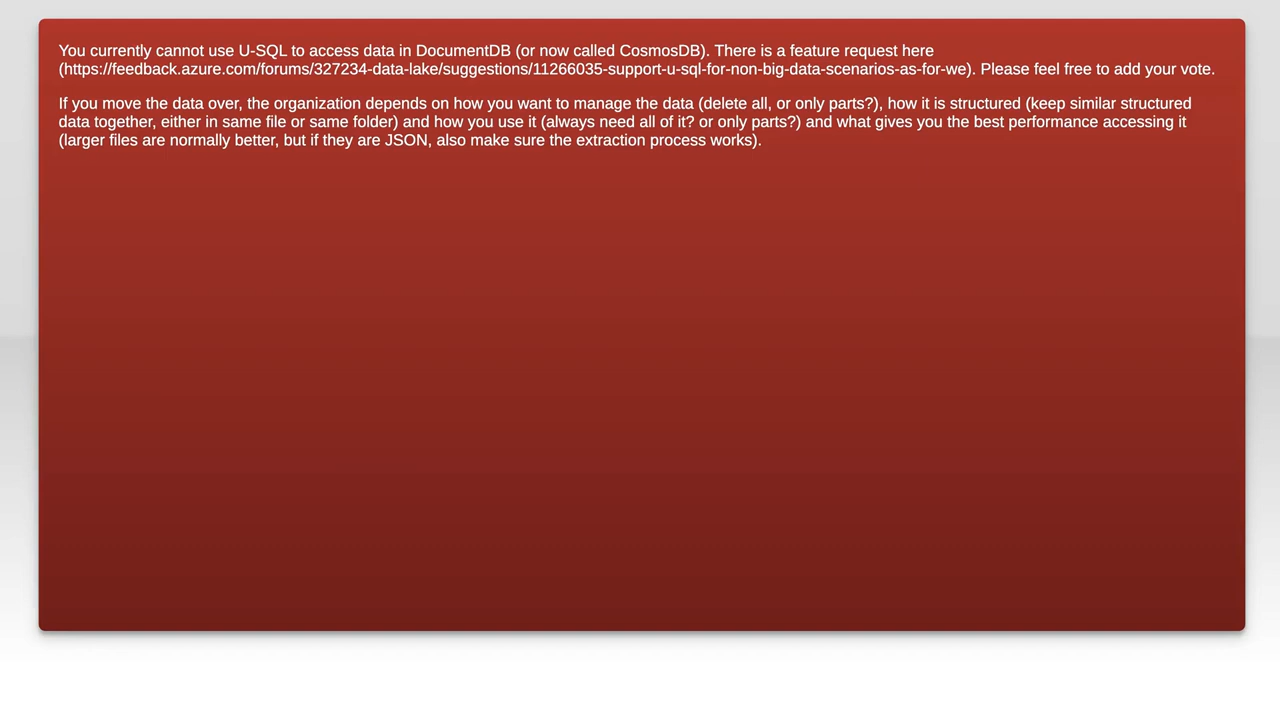 You currently cannot use U-SQL to access data in DocumentDB (or now called CosmosDB). There is a feature request here
(https://feedback.azure.com/forums/327234-data-lake/suggestions/11266035-support-u-sql-for-non-big-data-scenarios-as-for-we). Please feel free to add your vote.
If you move the data over, the organization depends on how you want to manage the data (delete all, or only parts?), how it is structured (keep similar structured
data together, either in same file or same folder) and how you use it (always need all of it? or only parts?) and what gives you the best performance accessing it
(larger files are normally better, but if they are JSON, also make sure the extraction process works).